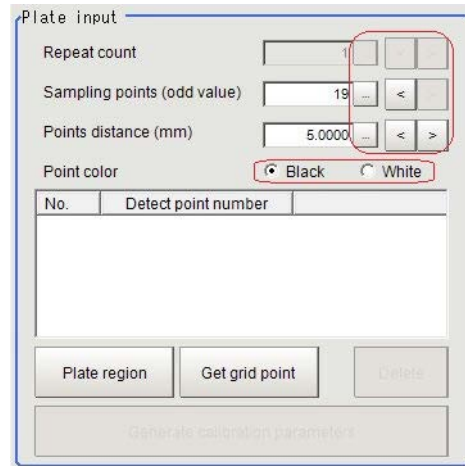 Plate input
Repeat count 1 ... < >
Sampling points (odd value) 19 ... < >
Points distance (mm) 5.0000 ... < >
Point color Black White
No. Detect point number
Plate region Get grid point Delete
Generate calibration parameters